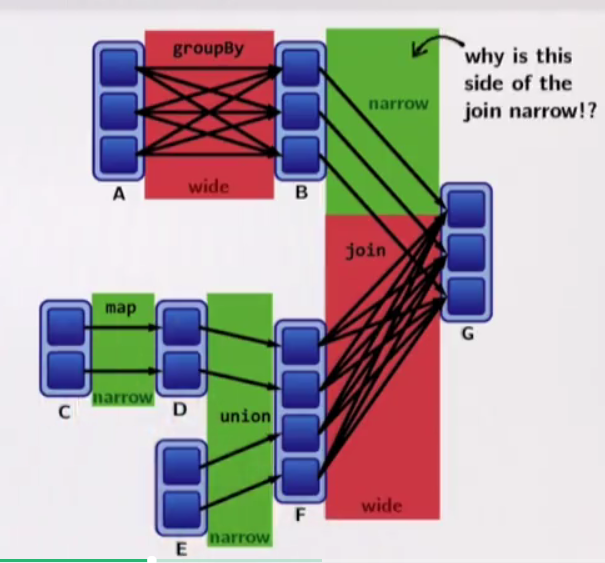 groupBy
wide
A
B
narrow
why is this
side of the
join narrow!?
join
G
map
narrow
C
D
union
narrow
E
F
wide